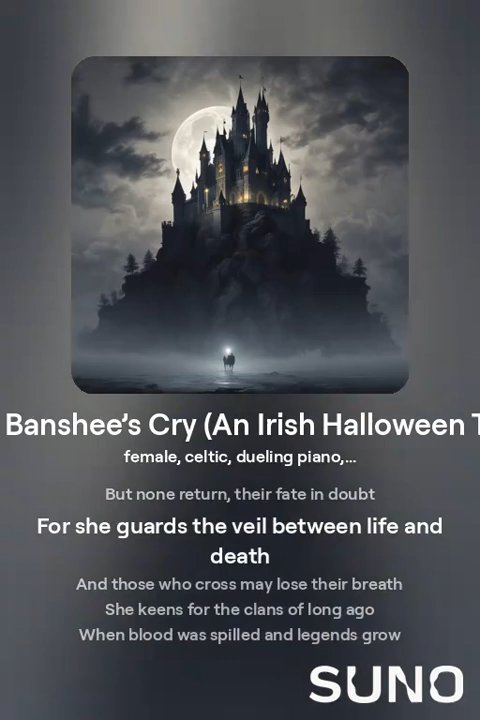 Banshee's Cry (An Irish Halloween T
female, celtic, dueling piano,...
But none return, their fate in doubt
For she guards the veil between life and
death
And those who cross may lose their breath
She keens for the clans of long ago
When blood was spilled and legends grow
SUNO